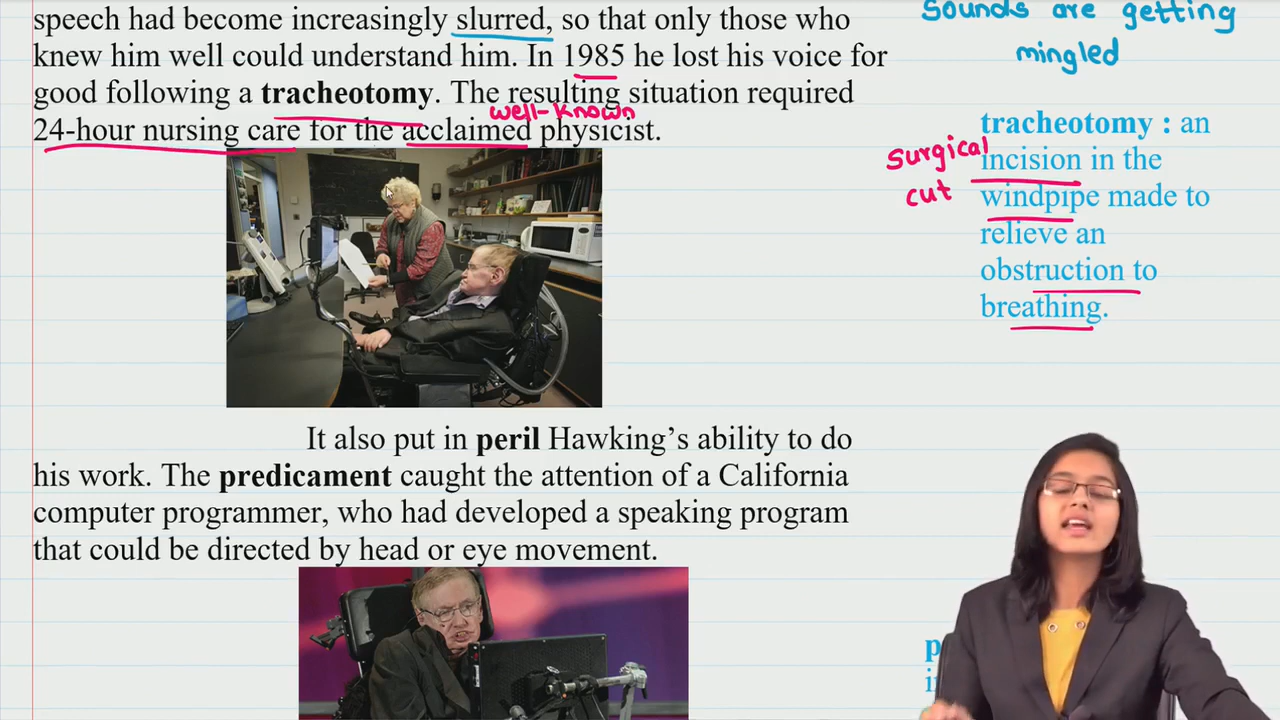 speech had become increasingly slurred, so that only those who
knew him well could understand him. In 1985 he lost his voice for
good following a tracheotomy. The resulting situation required
well-known
24-hour nursing care for the acclaimed physicist.
It also put in peril Hawking’s ability to do
his work. The predicament caught the attention of a California
computer programmer, who had developed a speaking program
that could be directed by head or eye movement.
Sounds are getting
mingled
tracheotomy : an
surgical incision in the
cut windpipe made to
relieve an
obstruction to
breathing.